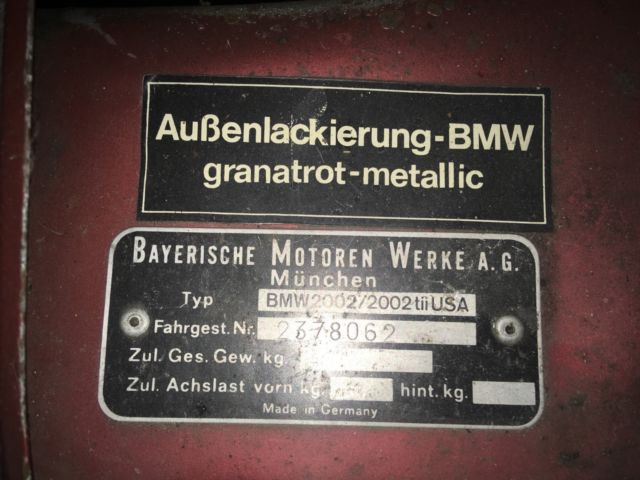 Außenlackierung-BMW
granatrot-metallic
BAYERISCHE MOTOREN WERKE A.G.
München
Typ BMW2002/2002tiiUSA
Fahrgest. Nr. 2378062
Zul. Ges. Gew. kg.
Zul. Achslast vorn kg. hint. kg.
Made in Germany